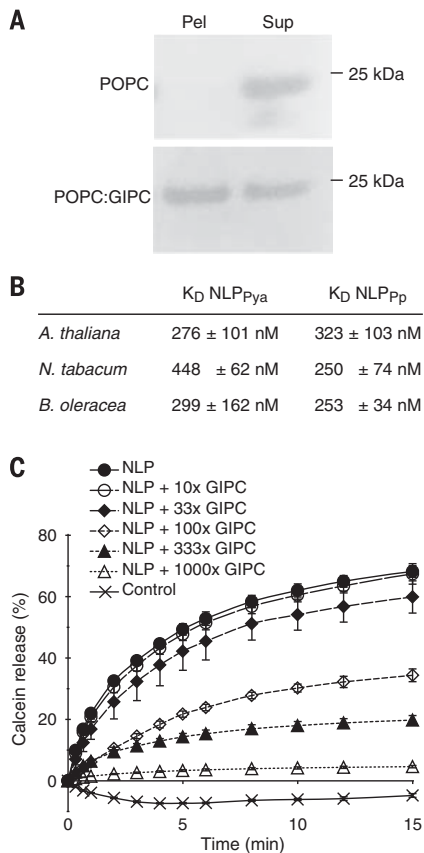 A
Pel Sup
POPC
25 kDa
POPC:GIPC
25 kDa
B
K_D NLP_Pya K_D NLP_Pp
A. thaliana 276 ± 101 nM 323 ± 103 nM
N. tabacum 448 ± 62 nM 250 ± 74 nM
B. oleracea 299 ± 162 nM 253 ± 34 nM
C
NLP
NLP + 10x GIPC
NLP + 33x GIPC
NLP + 100x GIPC
NLP + 333x GIPC
NLP + 1000x GIPC
Control
Calcein release (%)
80
60
40
20
0
0 5 10 15
Time (min)